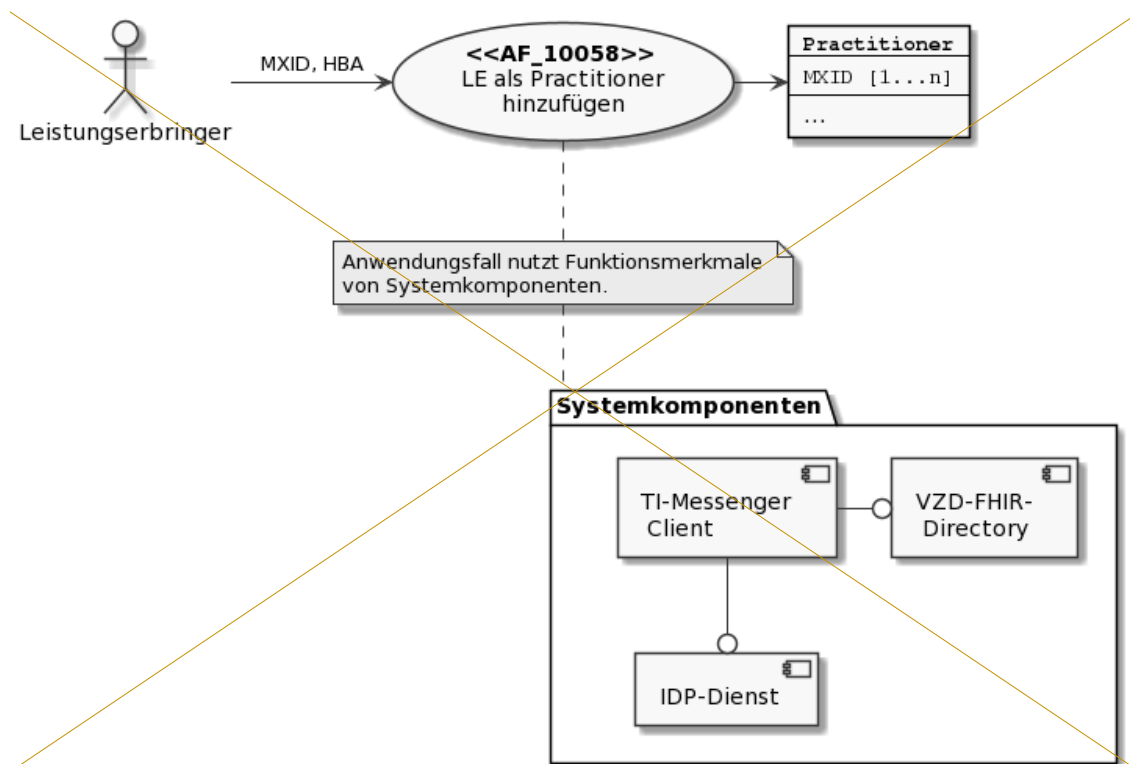 Leistungserbringer
MXID, HBA
<<AF_10058>>
LE als Practitioner
hinzufügen
Practitioner
MXID [1...n]
...
Anwendungsfall nutzt Funktionsmerkmale
von Systemkomponenten.
Systemkomponenten
TI-Messenger
Client
VZD-FHIR-
Directory
IDP-Dienst